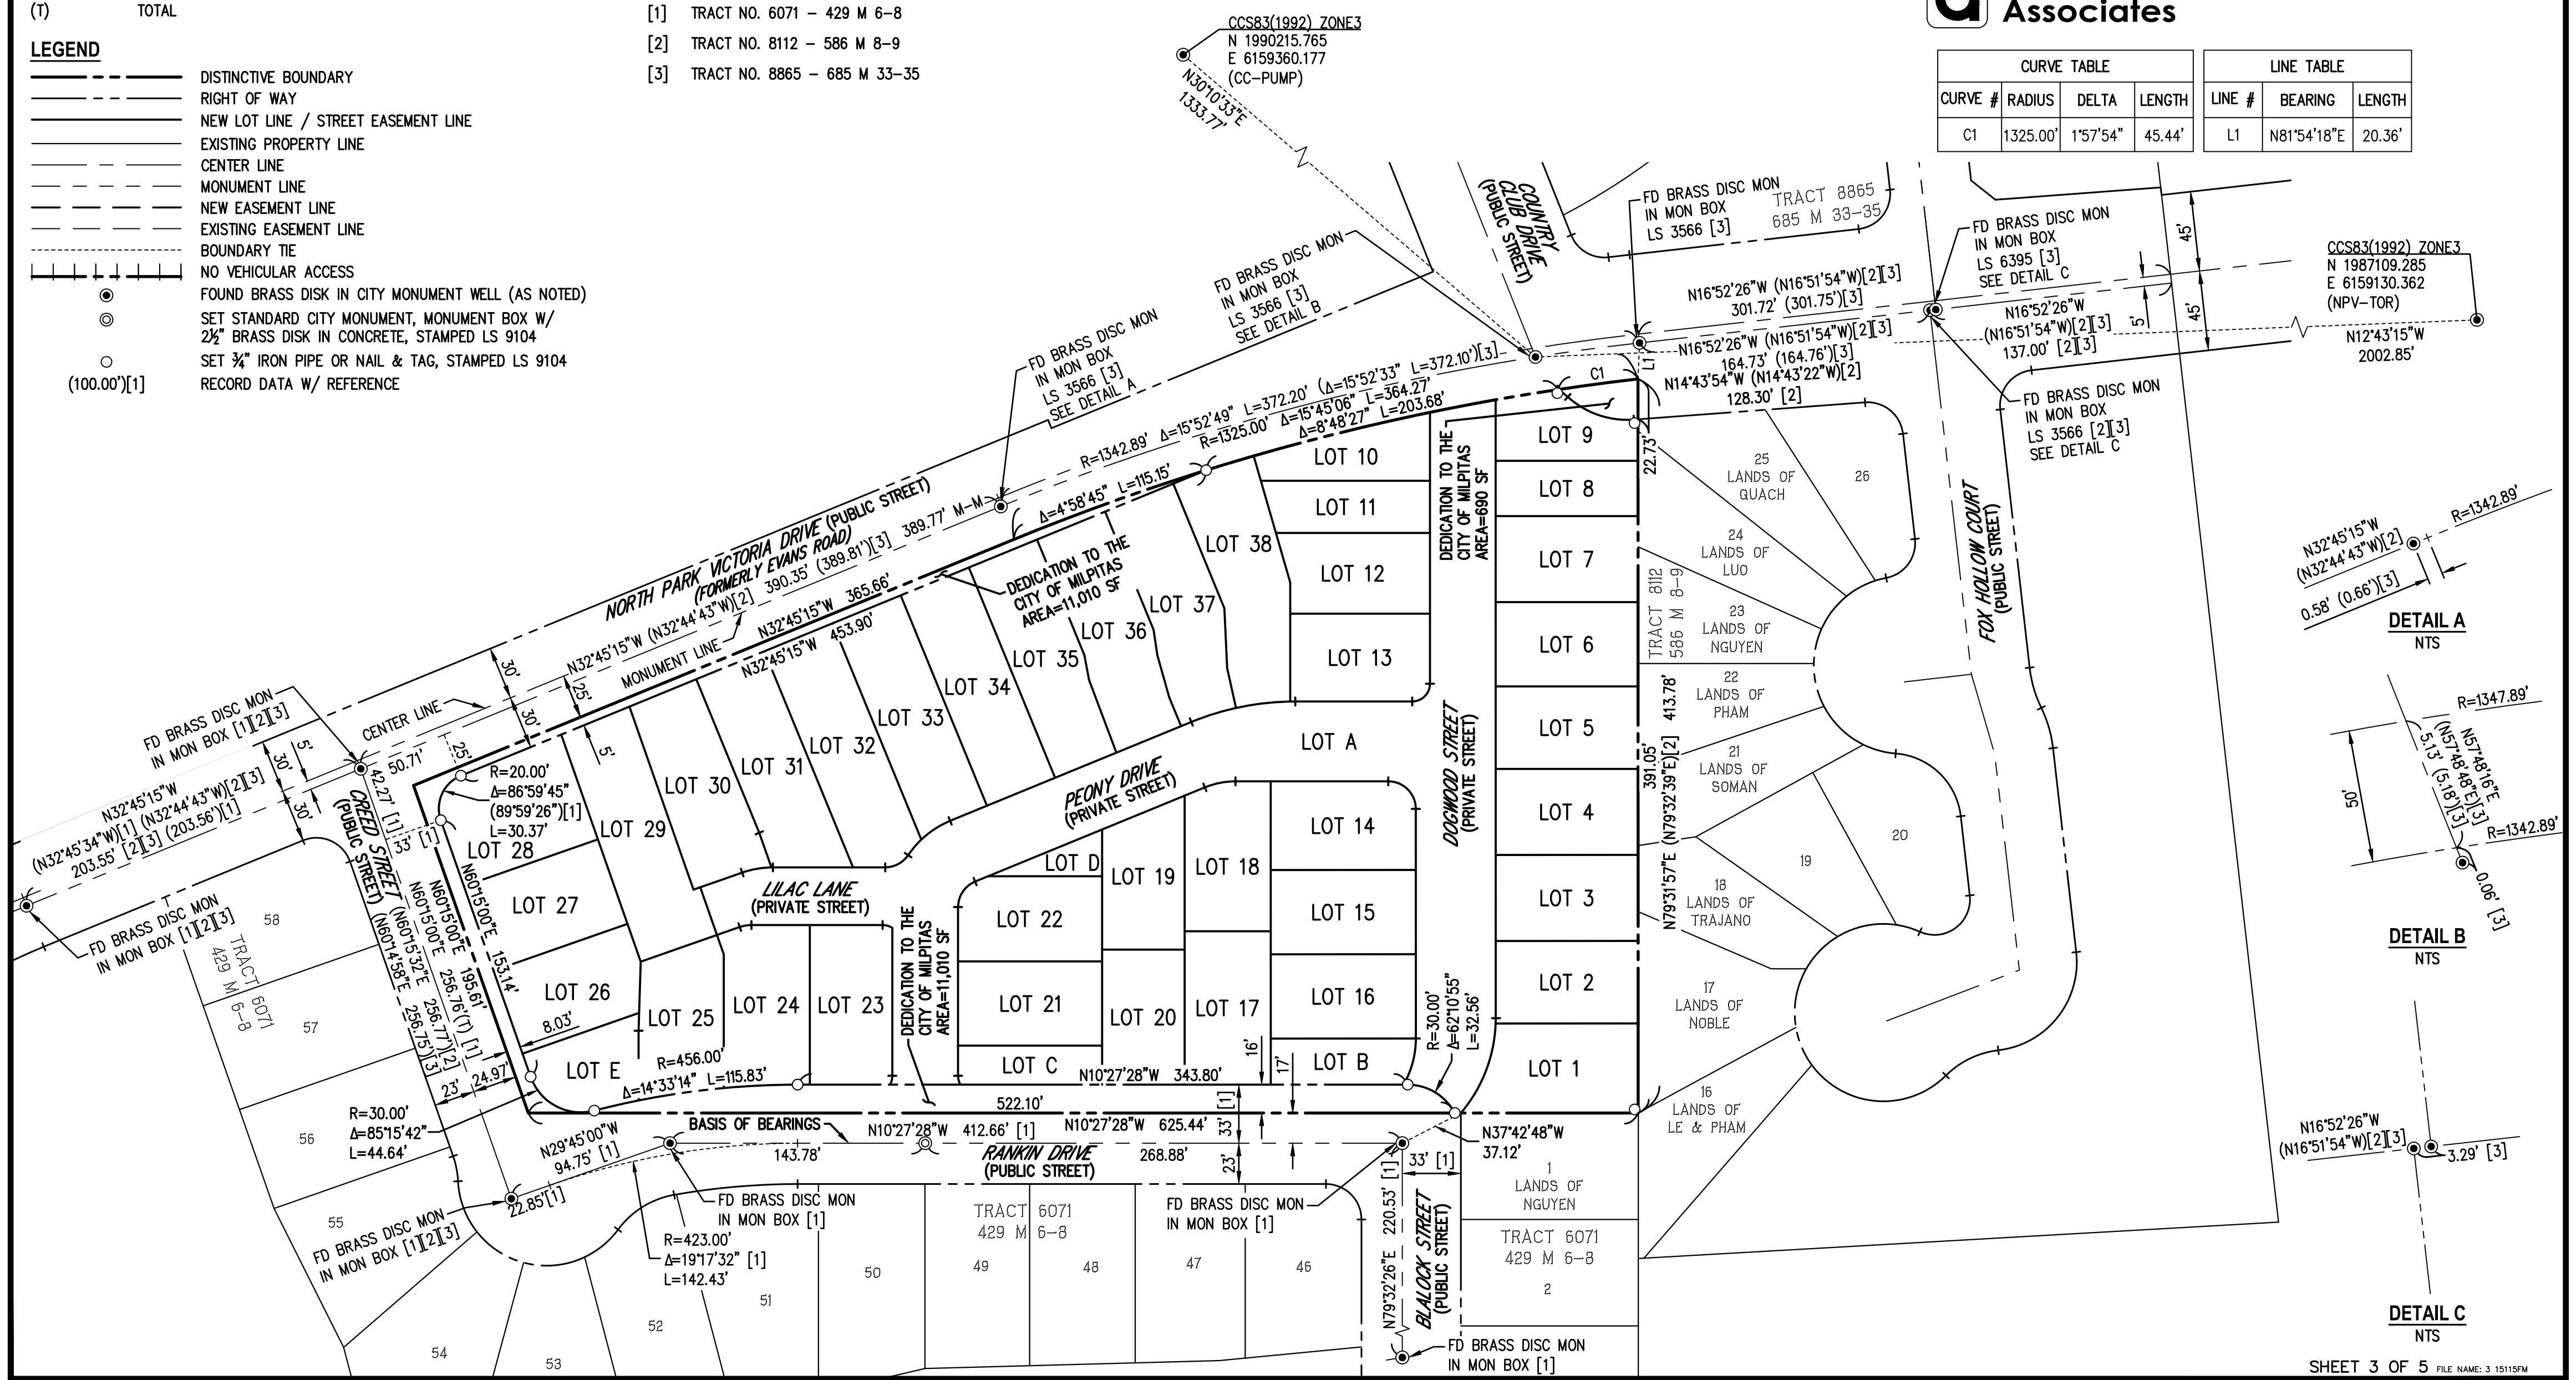 (T) TOTAL
LEGEND
DISTINCTIVE BOUNDARY
RIGHT OF WAY
NEW LOT LINE / STREET EASEMENT LINE
EXISTING PROPERTY LINE
CENTER LINE
MONUMENT LINE
NEW EASEMENT LINE
EXISTING EASEMENT LINE
BOUNDARY TIE
NO VEHICULAR ACCESS
FOUND BRASS DISK IN CITY MONUMENT WELL (AS NOTED)
SET STANDARD CITY MONUMENT, MONUMENT BOX W/
2½" BRASS DISK IN CONCRETE, STAMPED LS 9104
SET ¾" IRON PIPE OR NAIL & TAG, STAMPED LS 9104
(100.00')[1] RECORD DATA W/ REFERENCE
[1] TRACT NO. 6071 – 429 M 6-8
[2] TRACT NO. 8112 – 586 M 8-9
[3] TRACT NO. 8865 – 685 M 33-35
CCS83(1992) ZONE3
N 1990215.765
E 6159360.177
(CC-PUMP)
N30°10'33"E
1333.77'
Associates
CURVE TABLE
CURVE # RADIUS DELTA LENGTH
C1 1325.00' 1°57'54" 45.44'
LINE TABLE
LINE # BEARING LENGTH
L1 N81°54'18"E 20.36'
COUNTRY
CLUB DRIVE
(PUBLIC STREET)
FD BRASS DISC MON
IN MON BOX
LS 3566 [3]
TRACT 8865
685 M 33-35
FD BRASS DISC MON
IN MON BOX
LS 6395 [3]
SEE DETAIL C
45'
45'
5'
CCS83(1992) ZONE3
N 1987109.285
E 6159130.362
(NPV-TOR)
N12°43'15"W
2002.85'
FD BRASS DISC MON
IN MON BOX
LS 3566 [3]
SEE DETAIL B
FD BRASS DISC MON
IN MON BOX
LS 3566 [3]
SEE DETAIL A
N16°52'26"W (N16°51'54"W)[2][3]
301.72' (301.75')[3]
N16°52'26"W (N16°51'54"W)[2][3]
164.73' (164.76')[3]
N16°52'26"W
(N16°51'54"W)[2][3]
137.00' [2][3]
N14°43'54"W (N14°43'22"W)[2]
128.30' [2]
L1
C1
FD BRASS DISC MON
IN MON BOX
LS 3566 [2][3]
SEE DETAIL C
R=1342.89' Δ=15°52'49" L=372.20' (Δ=15°52'33" L=372.10')[3]
R=1325.00' Δ=15°45'06" L=364.27'
Δ=8°48'27" L=203.68'
Δ=4°58'45" L=115.15'
NORTH PARK VICTORIA DRIVE (PUBLIC STREET)
(FORMERLY EVANS ROAD)
N32°45'15"W (N32°44'43"W)[2] 390.35' (389.81')[3] 389.77' M-M
MONUMENT LINE
N32°45'15"W 365.66'
N32°45'15"W 453.90'
DEDICATION TO THE
CITY OF MILPITAS
AREA=11,010 SF
DEDICATION TO THE
CITY OF MILPITAS
AREA=690 SF
22.73'
LOT 9
LOT 10
LOT 8
LOT 11
LOT 7
LOT 12
LOT 38
LOT 37
LOT 36
LOT 35
LOT 34
LOT 33
LOT 32
LOT 31
LOT 30
LOT 29
LOT 28
LOT 27
LOT 26
LOT 25
LOT 24
LOT 23
LOT 13
LOT 6
LOT 5
LOT 4
LOT 3
LOT 2
LOT 1
LOT A
LOT 14
LOT 15
LOT 16
LOT B
LOT 18
LOT 17
LOT 19
LOT 20
LOT D
LOT 22
LOT 21
LOT C
LOT E
PEONY DRIVE
(PRIVATE STREET)
LILAC LANE
(PRIVATE STREET)
DOGWOOD STREET
(PRIVATE STREET)
TRACT 8112
586 M 8-9
391.05'
N79°31'57"E (N79°32'39"E)[2] 413.78'
25
LANDS OF
QUACH
26
24
LANDS OF
LUO
23
LANDS OF
NGUYEN
22
LANDS OF
PHAM
21
LANDS OF
SOMAN
20
19
18
LANDS OF
TRAJANO
17
LANDS OF
NOBLE
16
LANDS OF
LE & PHAM
FOX HOLLOW COURT
(PUBLIC STREET)
FD BRASS DISC MON
IN MON BOX [1][2][3]
CENTER LINE
30'
25'
30'
25'
5'
50.71'
5'
30'
30'
N32°45'15"W
(N32°45'34"W)[1] (N32°44'43"W)[2][3]
203.55' [2][3] (203.56')[1]
FD BRASS DISC MON
IN MON BOX [1][2][3]
42.27' [1]
33' [1]
CREED STREET
(PUBLIC STREET)
R=20.00'
Δ=86°59'45"
(89°59'26")[1]
L=30.37'
N60°15'00"E 153.14'
N60°15'00"E 195.61'
N60°15'00"E 256.76'(T) [1]
(N60°15'32"E 256.77')[2]
(N60°14'58"E 256.75')[3]
TRACT 6071
429 M 6-8
58
57
56
55
54
53
52
51
50
49
48
47
46
8.03'
23'
24.97'
R=30.00'
Δ=85°15'42"
L=44.64'
R=456.00'
Δ=14°33'14" L=115.83'
DEDICATION TO THE
CITY OF MILPITAS
AREA=11,010 SF
N10°27'28"W 343.80'
522.10'
16'
17'
R=30.00'
Δ=62°10'55"
L=32.56'
BASIS OF BEARINGS
N10°27'28"W 412.66' [1]
N10°27'28"W 625.44'
33' [1]
23'
N29°45'00"W
94.75' [1]
143.78'
268.88'
RANKIN DRIVE
(PUBLIC STREET)
22.85'[1]
FD BRASS DISC MON
IN MON BOX [1][2][3]
FD BRASS DISC MON
IN MON BOX [1]
R=423.00'
Δ=19°17'32" [1]
L=142.43'
TRACT 6071
429 M 6-8
FD BRASS DISC MON
IN MON BOX [1]
N37°42'48"W
37.12'
33' [1]
N79°32'26"E 220.53' [1]
BLALOCK STREET
(PUBLIC STREET)
1
LANDS OF
NGUYEN
TRACT 6071
429 M 6-8
2
FD BRASS DISC MON
IN MON BOX [1]
N32°45'15"W
(N32°44'43"W)[2]
R=1342.89'
0.58' (0.66')[3]
DETAIL A
NTS
R=1347.89'
N57°48'16"E
(N57°48'48"E)[3]
5.13' (5.18')[3]
50'
R=1342.89'
0.06' [3]
DETAIL B
NTS
N16°52'26"W
(N16°51'54"W)[2][3]
3.29' [3]
DETAIL C
NTS
SHEET 3 OF 5 FILE NAME: 3 15115FM